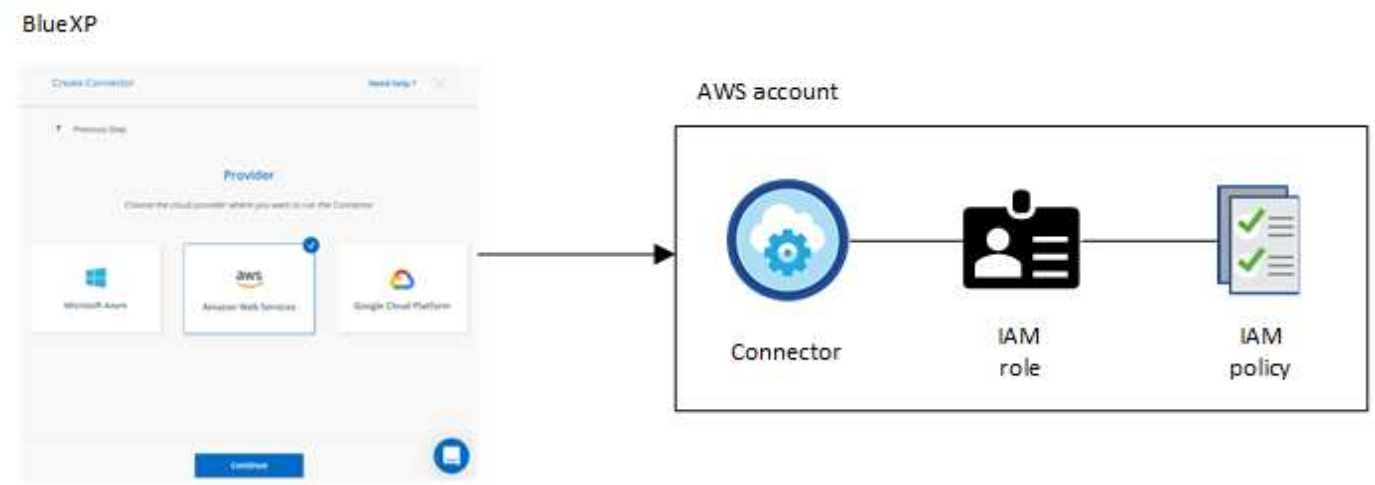 BlueXP
Create Connector
Need help ?
Previous Step
Provider
Choose the cloud provider where you want to run the Connector
aws
Microsoft Azure
Amazon Web Services
Google Cloud Platform
Continue
AWS account
Connector
IAM
role
IAM
policy